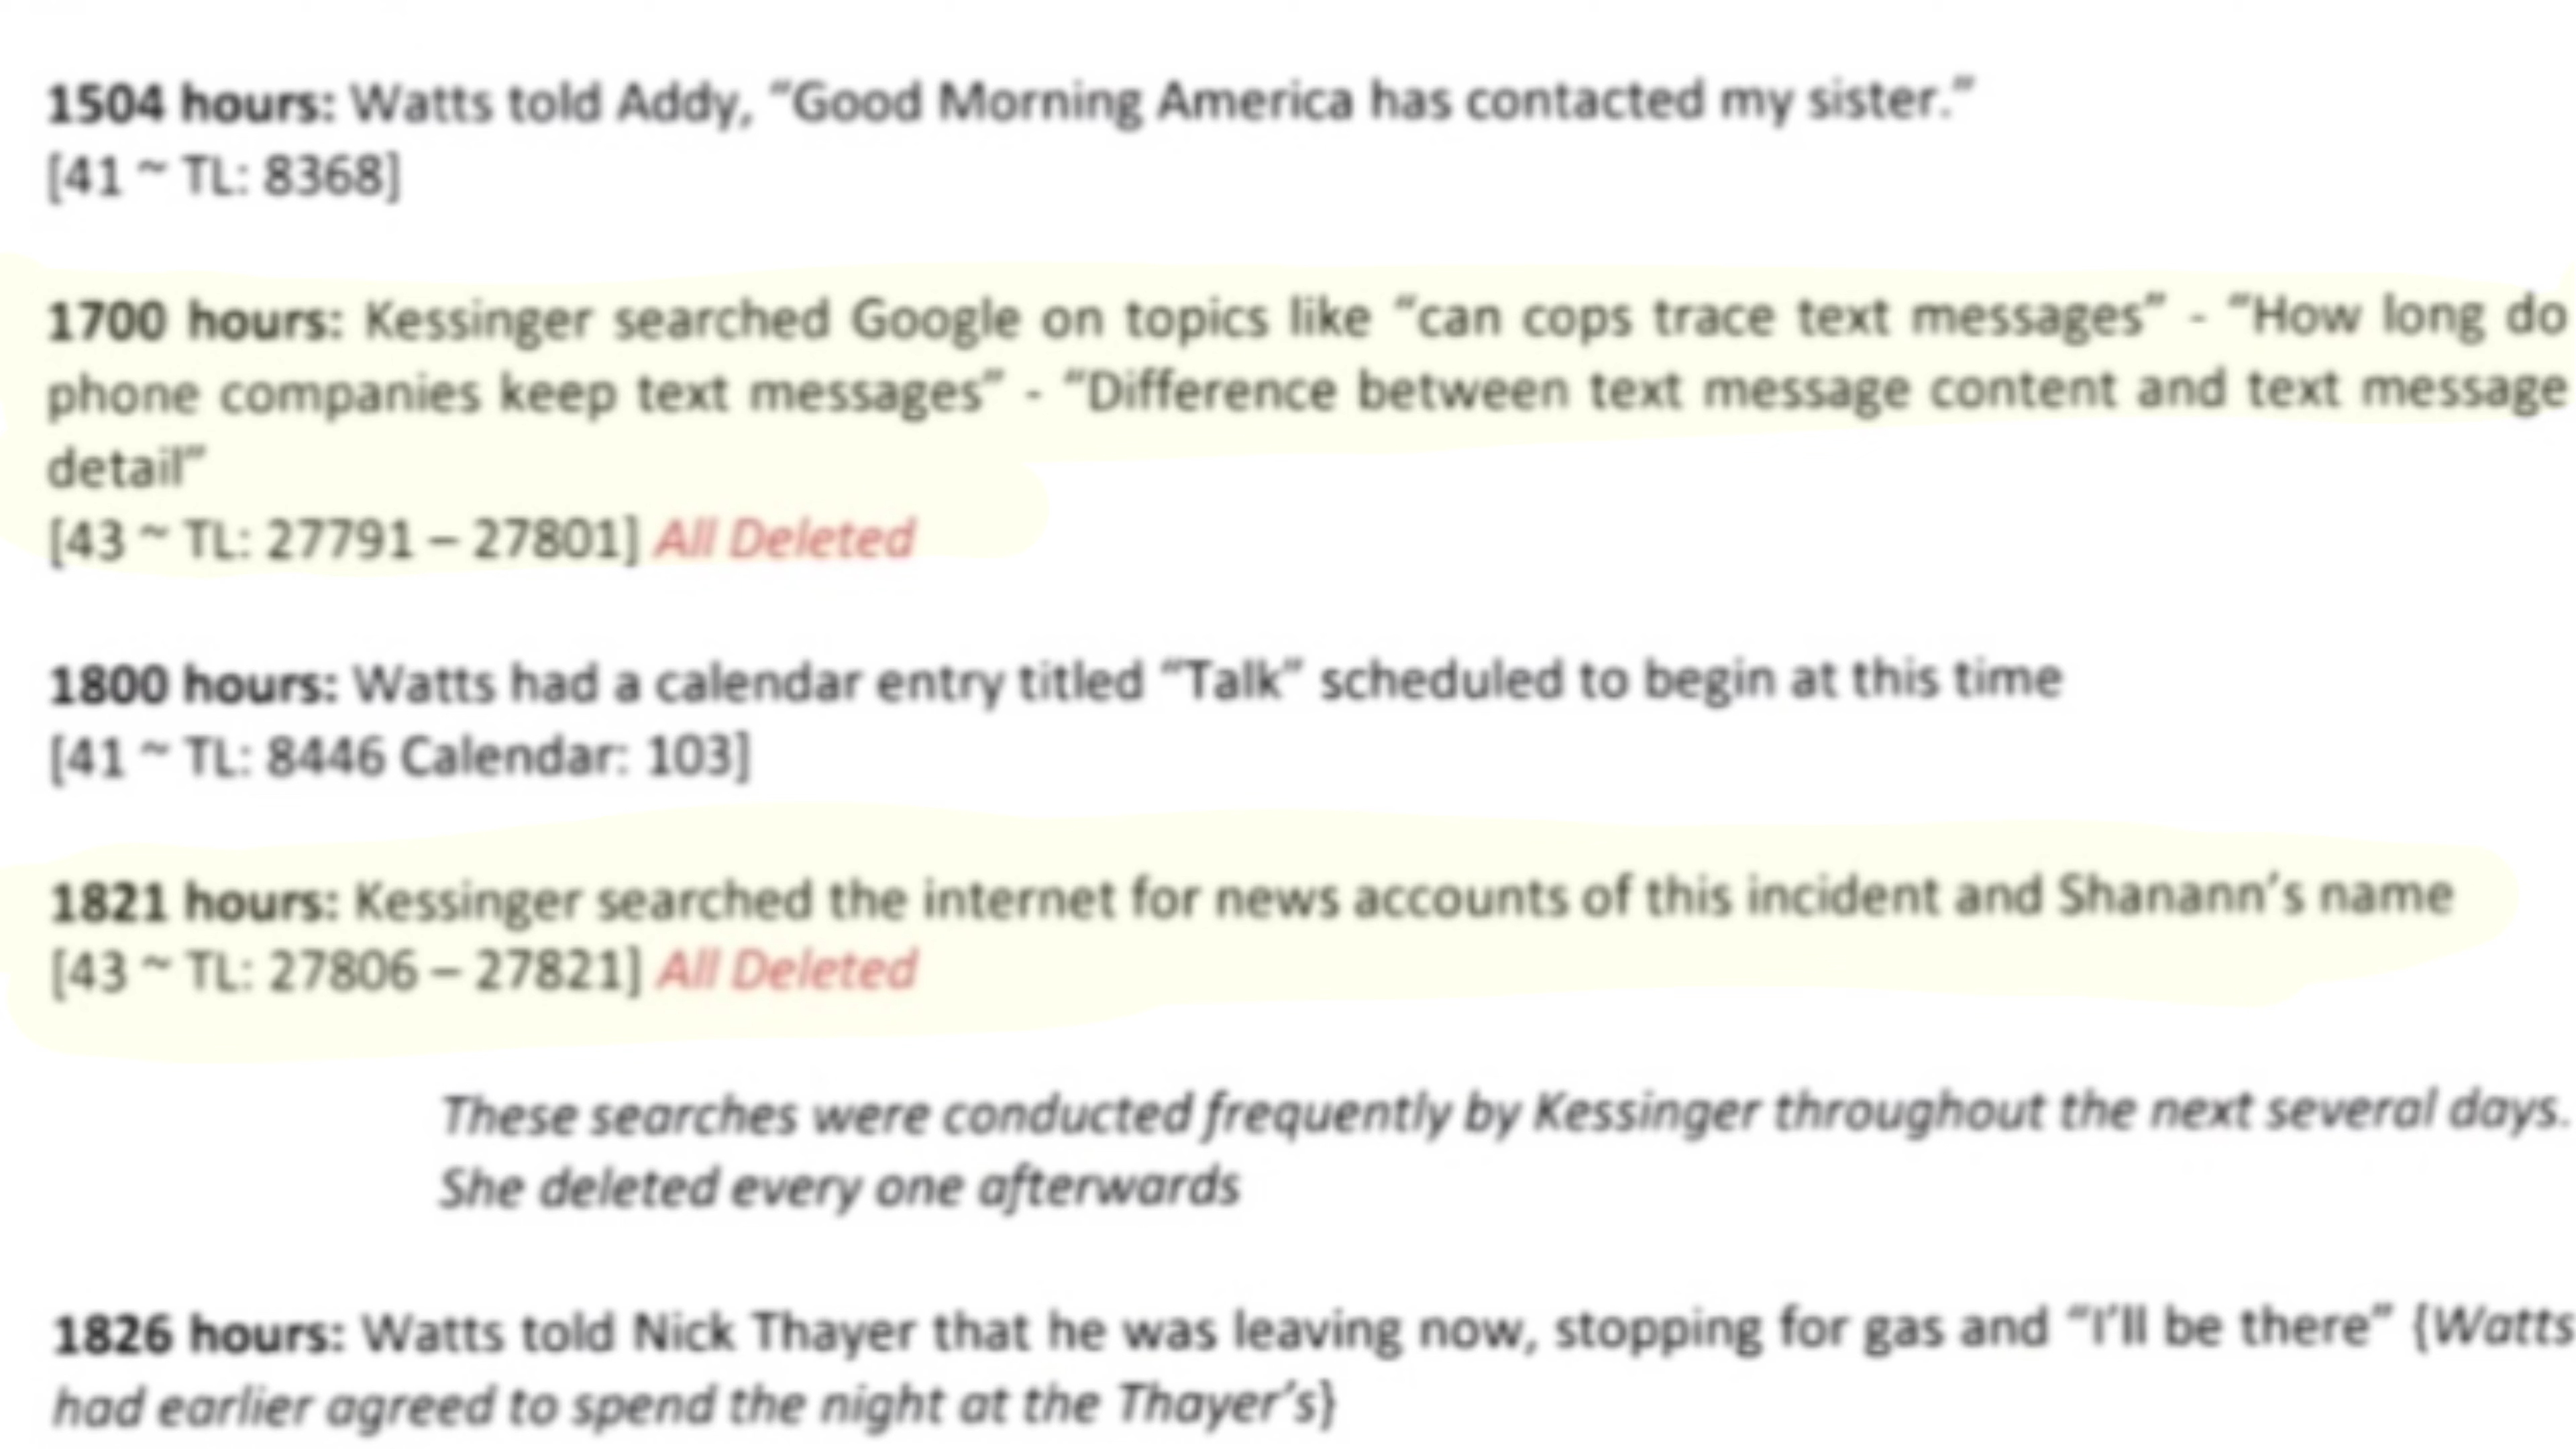 1504 hours: Watts told Addy, "Good Morning America has contacted my sister."
[41 ~ TL: 8368]
1700 hours: Kessinger searched Google on topics like "can cops trace text messages" - "How long do
phone companies keep text messages" - "Difference between text message content and text message
detail"
[43 ~ TL: 27791 – 27801] All Deleted
1800 hours: Watts had a calendar entry titled "Talk" scheduled to begin at this time
[41 ~ TL: 8446 Calendar: 103]
1821 hours: Kessinger searched the internet for news accounts of this incident and Shanann's name
[43 ~ TL: 27806 – 27821] All Deleted
These searches were conducted frequently by Kessinger throughout the next several days.
She deleted every one afterwards
1826 hours: Watts told Nick Thayer that he was leaving now, stopping for gas and "I'll be there" {Watts
had earlier agreed to spend the night at the Thayer's}